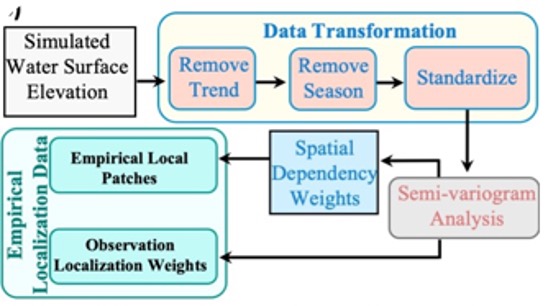 Simulated
Water Surface
Elevation
Data Transformation
Remove
Trend
Remove
Season
Standardize
Empirical
Localization Data
Empirical Local
Patches
Spatial
Dependency
Weights
Semi-variogram
Analysis
Observation
Localization Weights